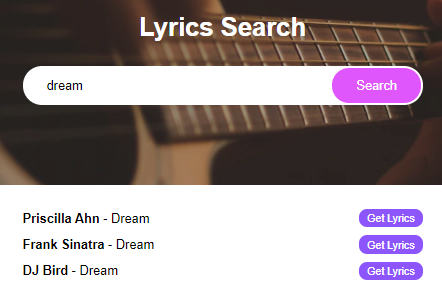 Lyrics Search
dream Search
Priscilla Ahn - Dream Get Lyrics
Frank Sinatra - Dream Get Lyrics
DJ Bird - Dream Get Lyrics